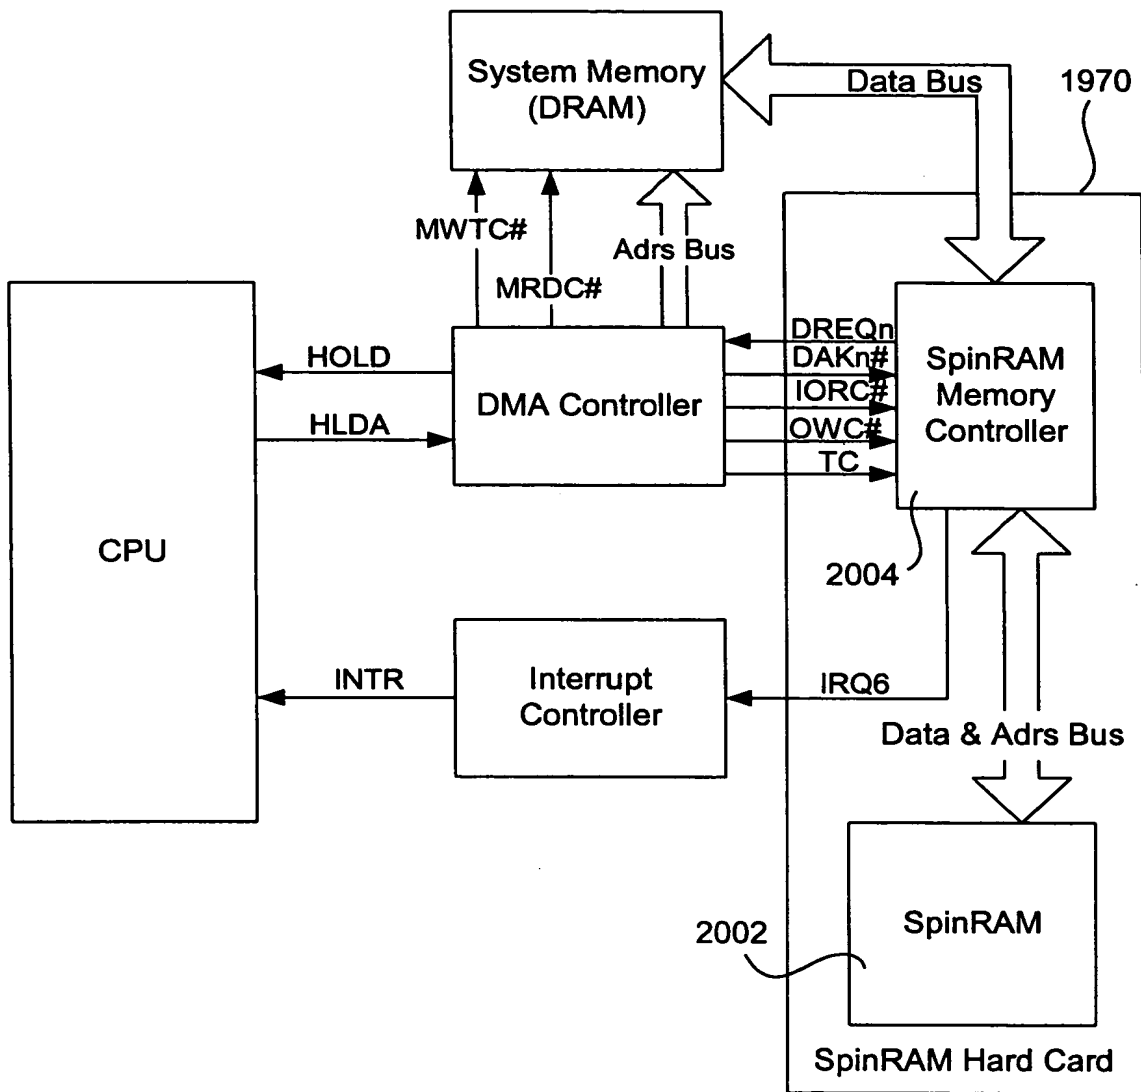 System Memory
(DRAM)
Data Bus
1970
MWTC#
MRDC#
Adrs Bus
HOLD
HLDA
DMA Controller
DREQn
DAKn#
IORC#
OWC#
TC
SpinRAM
Memory
Controller
CPU
2004
INTR
Interrupt
Controller
IRQ6
Data & Adrs Bus
SpinRAM
2002
SpinRAM Hard Card